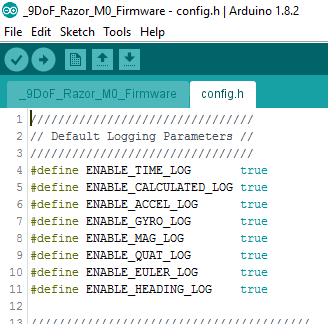 _9DoF_Razor_M0_Firmware - config.h | Arduino 1.8.2
File Edit Sketch Tools Help
_9DoF_Razor_M0_Firmware config.h
1 /////////////////////////////////
2 // Default Logging Parameters //
3 /////////////////////////////////
4 #define ENABLE_TIME_LOG true
5 #define ENABLE_CALCULATED_LOG true
6 #define ENABLE_ACCEL_LOG true
7 #define ENABLE_GYRO_LOG true
8 #define ENABLE_MAG_LOG true
9 #define ENABLE_QUAT_LOG true
10 #define ENABLE_EULER_LOG true
11 #define ENABLE_HEADING_LOG true
12
13 /////////////////////////////////////////